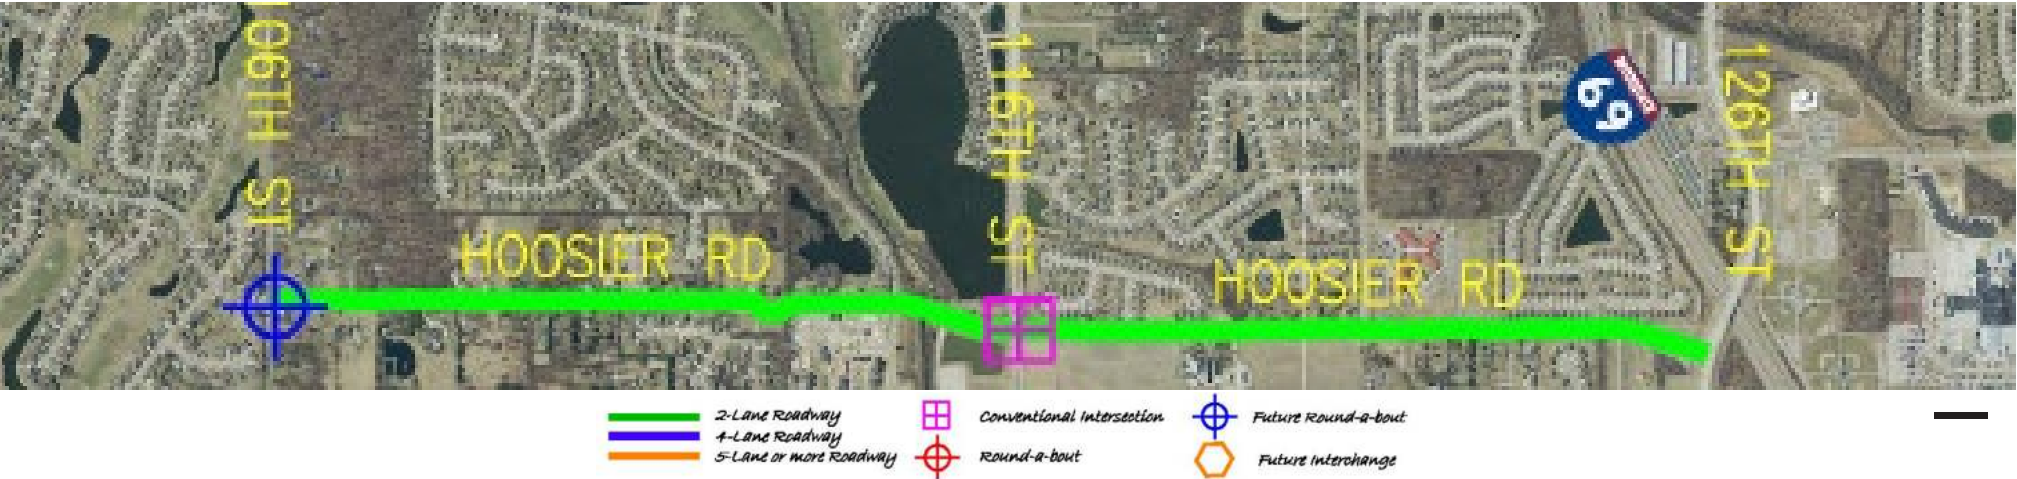 106TH ST
116TH ST
126TH ST
INTERSTATE
69
HOOSIER RD
HOOSIER RD
2-Lane Roadway
4-Lane Roadway
5-Lane or more Roadway
Conventional Intersection
Round-a-bout
Future Round-a-bout
Future Interchange